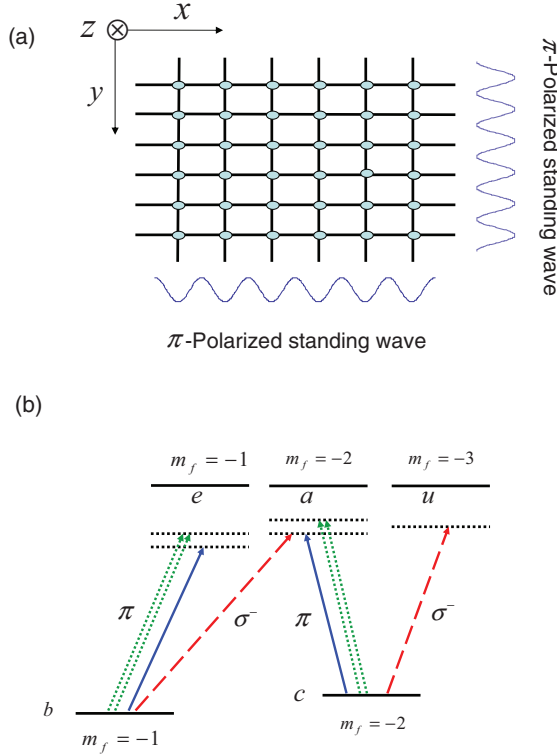 (a)
z
x
y
π-Polarized standing wave
π-Polarized standing wave
(b)
m_f = −1
m_f = −2
m_f = −3
e
a
u
π
σ⁻
π
σ⁻
b
c
m_f = −1
m_f = −2